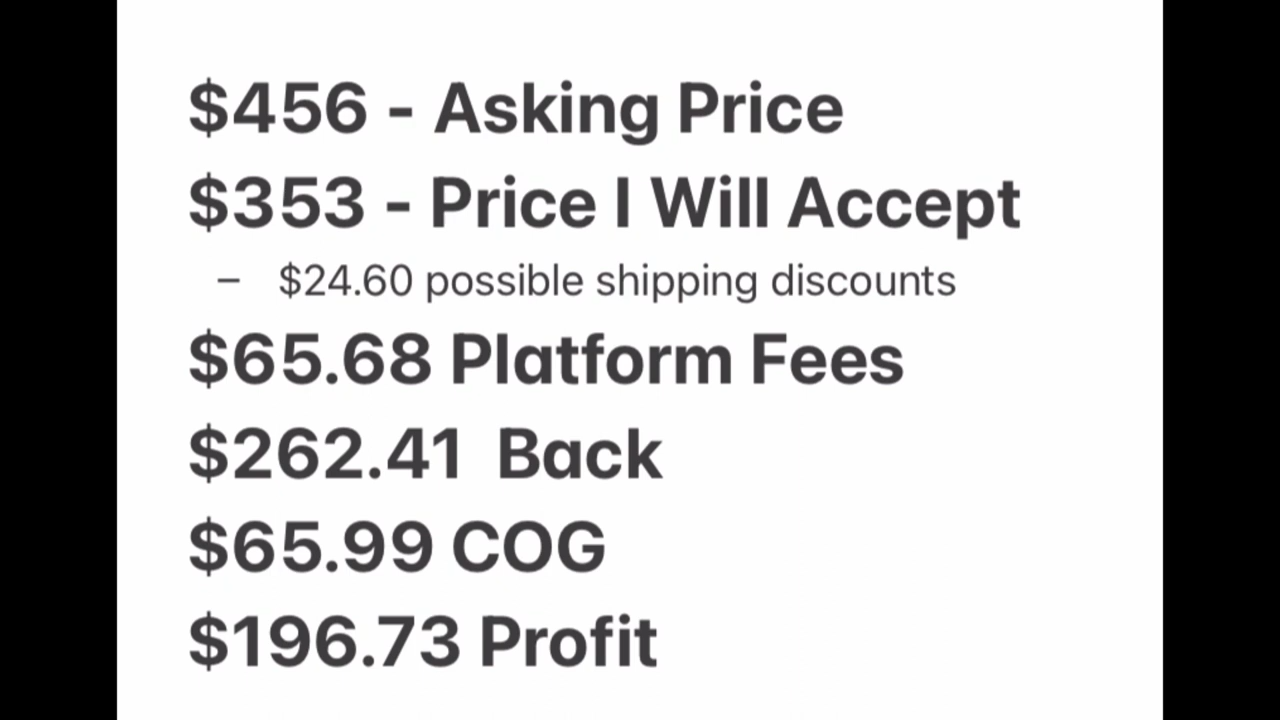 $456 - Asking Price
$353 - Price I Will Accept
– $24.60 possible shipping discounts
$65.68 Platform Fees
$262.41 Back
$65.99 COG
$196.73 Profit